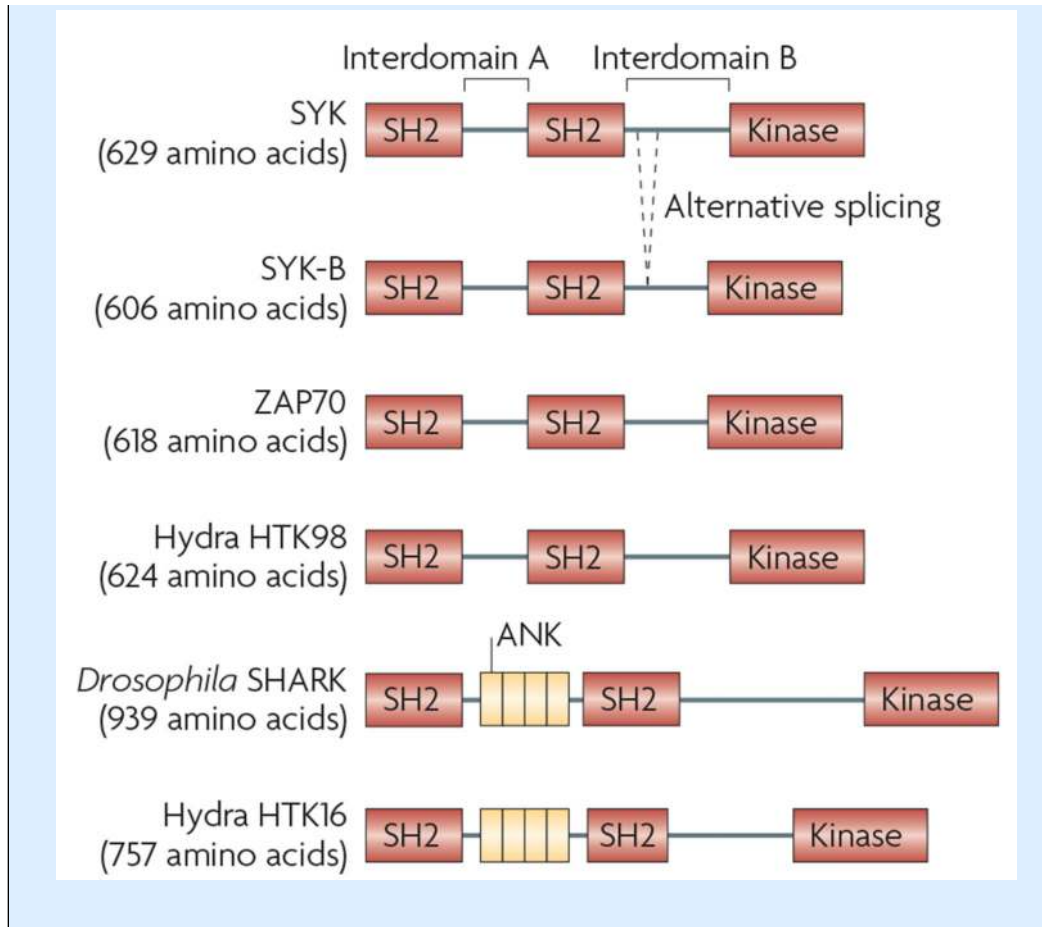 Interdomain A Interdomain B
SYK
(629 amino acids)
SH2 SH2 Kinase
Alternative splicing
SYK-B
(606 amino acids)
SH2 SH2 Kinase
ZAP70
(618 amino acids)
SH2 SH2 Kinase
Hydra HTK98
(624 amino acids)
SH2 SH2 Kinase
ANK
Drosophila SHARK
(939 amino acids)
SH2 SH2 Kinase
Hydra HTK16
(757 amino acids)
SH2 SH2 Kinase